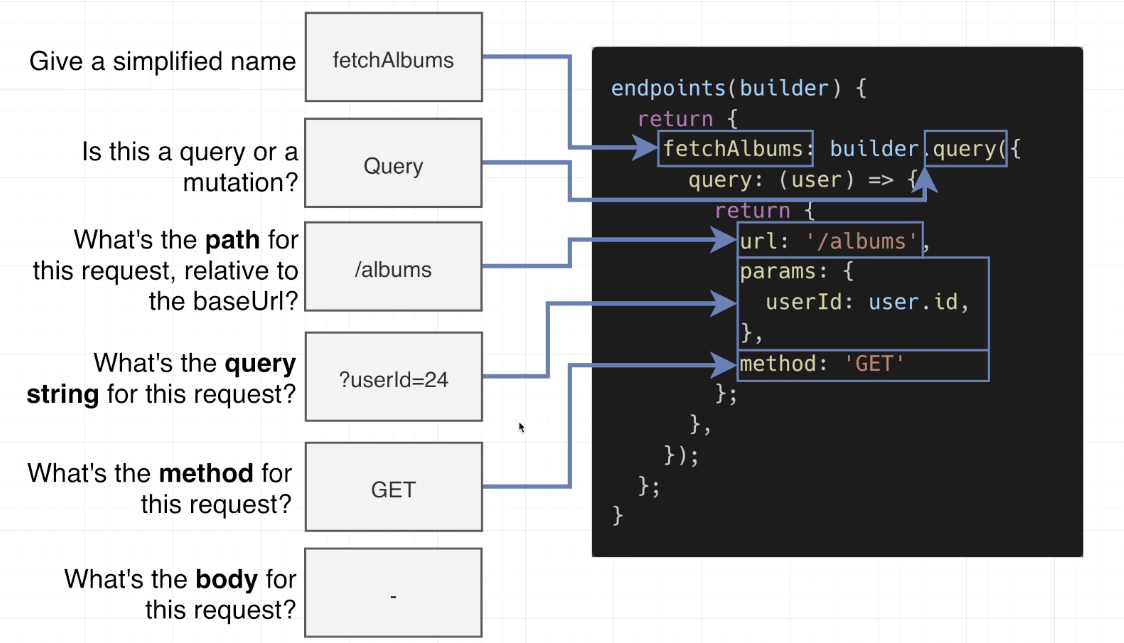 Give a simplified name
fetchAlbums
Is this a query or a
mutation?
Query
What's the path for
this request, relative to
the baseUrl?
/albums
What's the query
string for this request?
?userId=24
What's the method for
this request?
GET
What's the body for
this request?
-
endpoints(builder) {
return {
fetchAlbums: builder.query({
query: (user) => {
return {
url: '/albums',
params: {
userId: user.id,
},
method: 'GET'
};
},
});
};
}